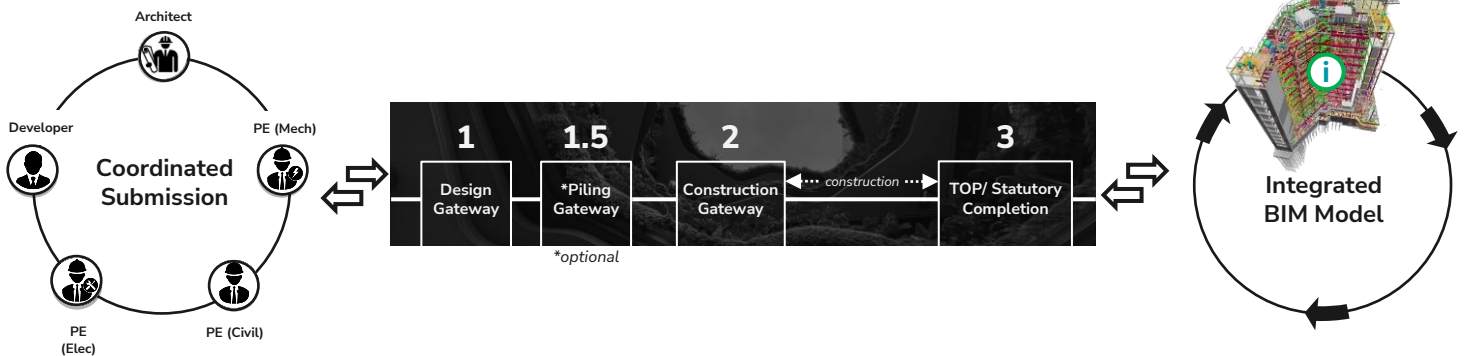 Architect
Developer
PE (Mech)
Coordinated
Submission
PE
(Elec)
PE (Civil)
1
Design
Gateway
1.5
*Piling
Gateway
*optional
2
Construction
Gateway
construction
3
TOP/ Statutory
Completion
i
Integrated
BIM Model